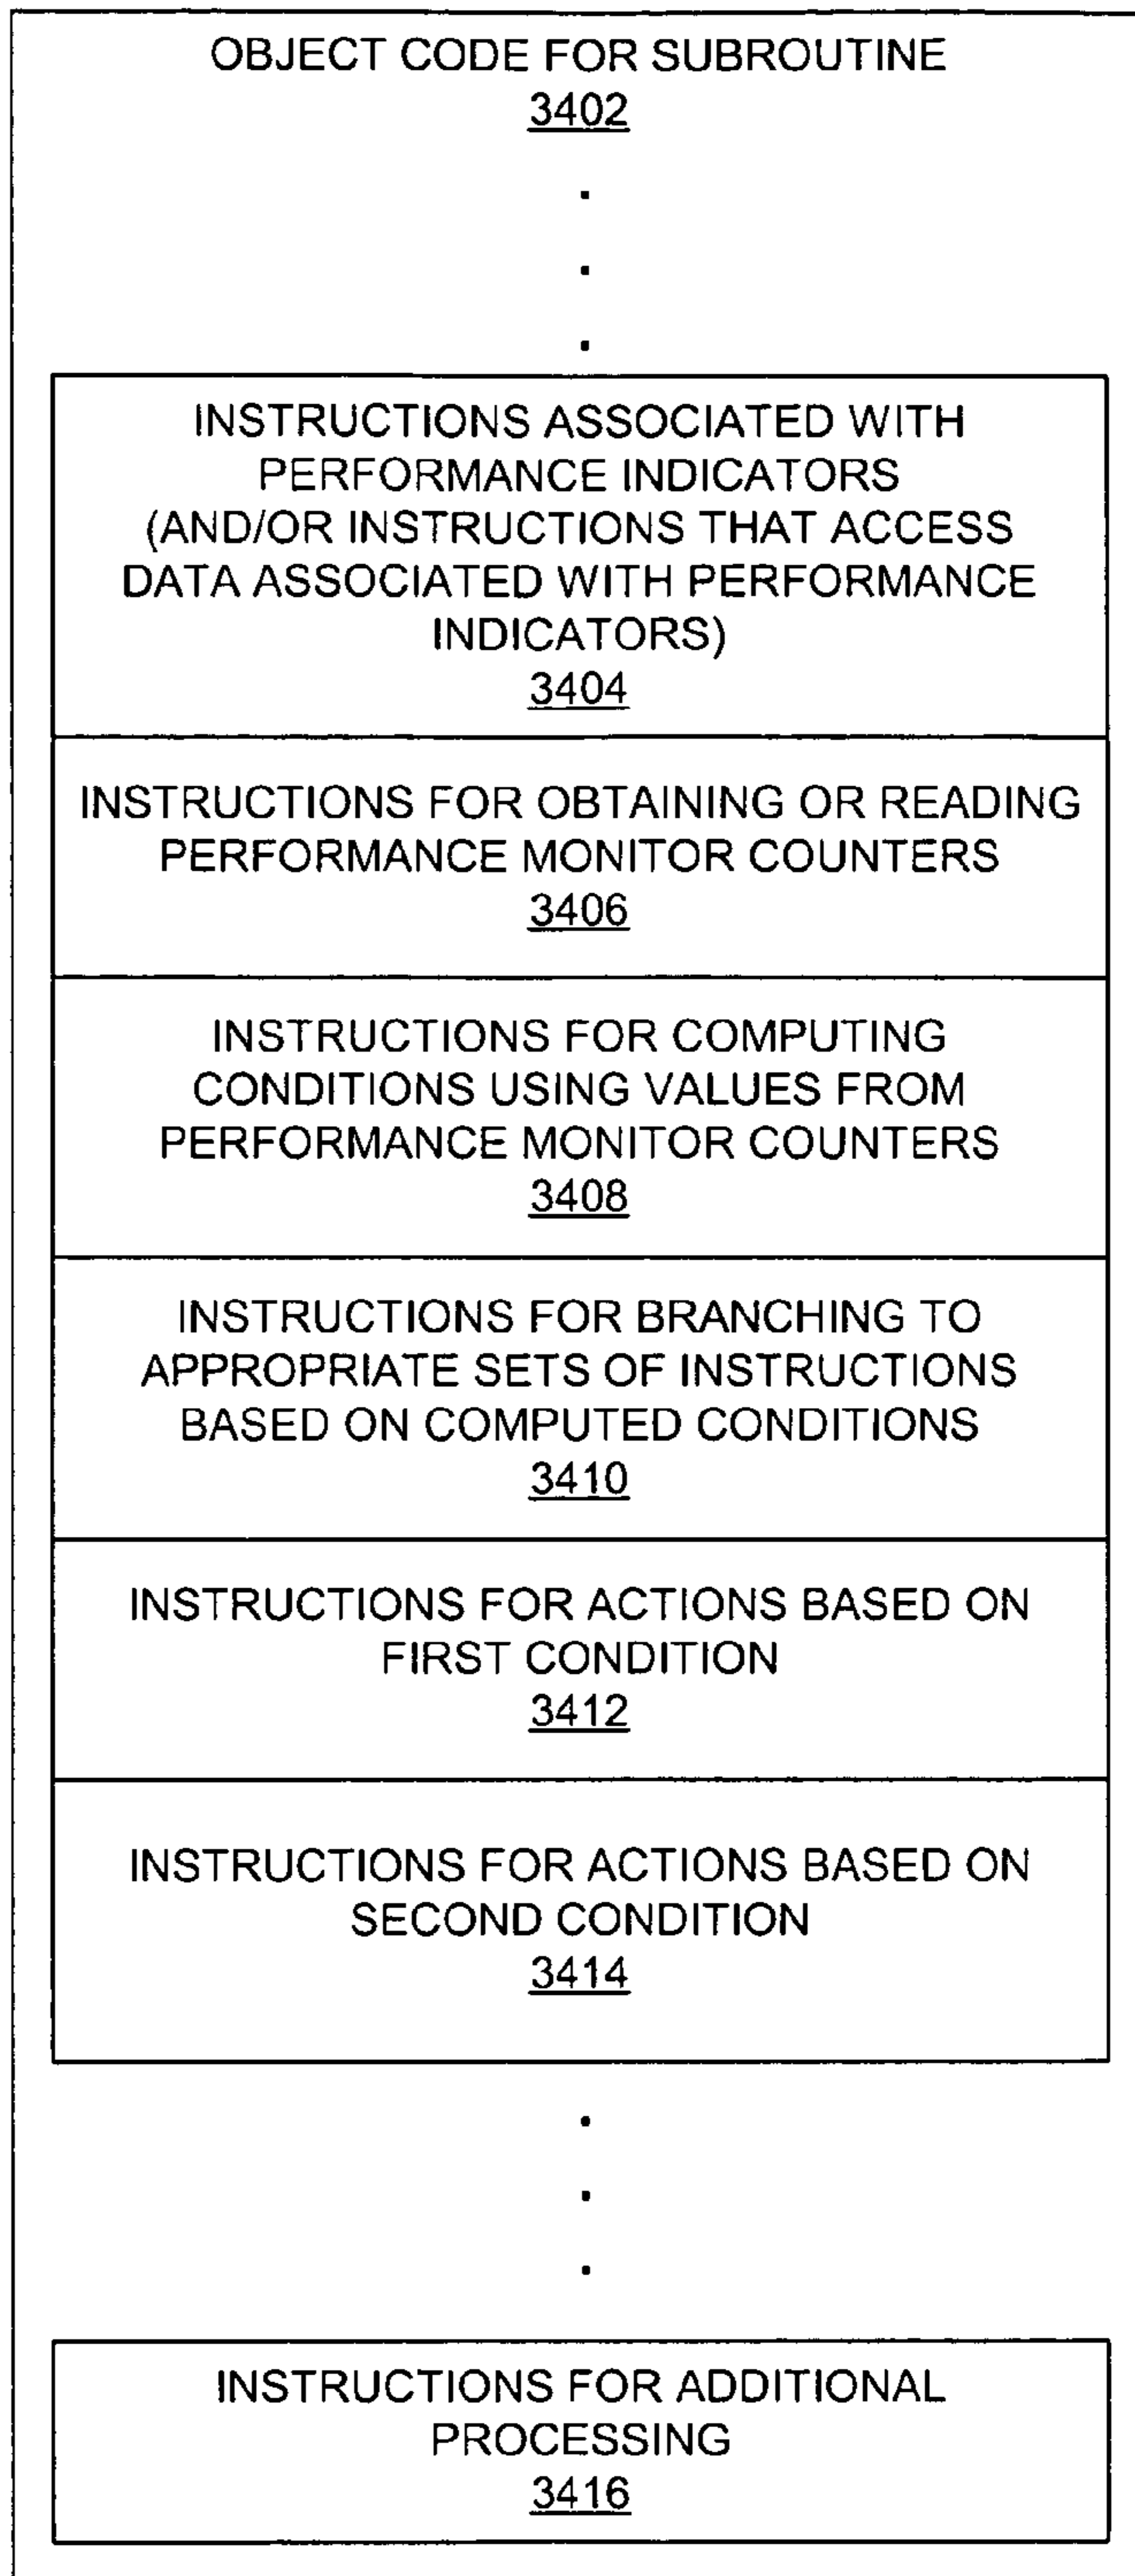 OBJECT CODE FOR SUBROUTINE
3402
INSTRUCTIONS ASSOCIATED WITH
PERFORMANCE INDICATORS
(AND/OR INSTRUCTIONS THAT ACCESS
DATA ASSOCIATED WITH PERFORMANCE
INDICATORS)
3404
INSTRUCTIONS FOR OBTAINING OR READING
PERFORMANCE MONITOR COUNTERS
3406
INSTRUCTIONS FOR COMPUTING
CONDITIONS USING VALUES FROM
PERFORMANCE MONITOR COUNTERS
3408
INSTRUCTIONS FOR BRANCHING TO
APPROPRIATE SETS OF INSTRUCTIONS
BASED ON COMPUTED CONDITIONS
3410
INSTRUCTIONS FOR ACTIONS BASED ON
FIRST CONDITION
3412
INSTRUCTIONS FOR ACTIONS BASED ON
SECOND CONDITION
3414
INSTRUCTIONS FOR ADDITIONAL
PROCESSING
3416